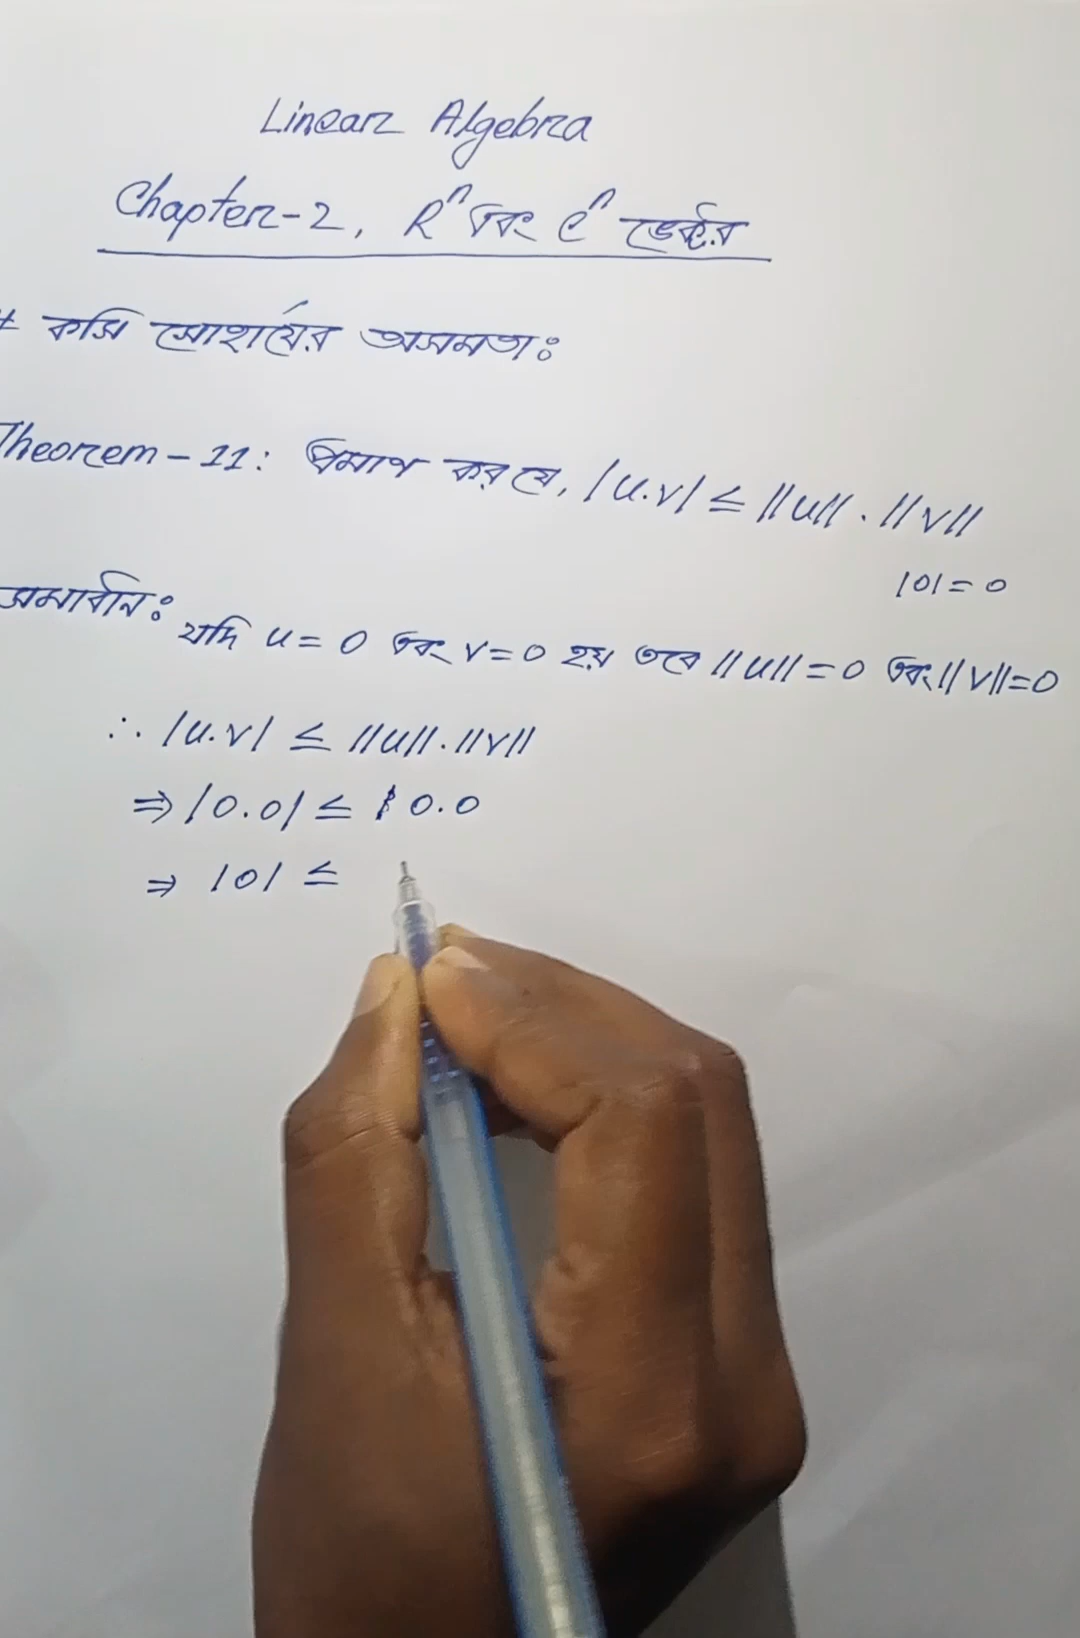 Linear Algebra
Chapter-2, Rⁿ এবং Cⁿ ভেক্টর
# কসি সোহার্যের অসমতাঃ
Theorem-11: প্রমাণ কর যে, |u.v| ≤ ||u|| . ||v||
|0| = 0
সমাধানঃ
যদি u = 0 এবং v = 0 হয় তবে ||u|| = 0 এবং ||v|| = 0
∴ |u.v| ≤ ||u|| . ||v||
⇒ |0.0| ≤ 0.0
⇒ |0| ≤